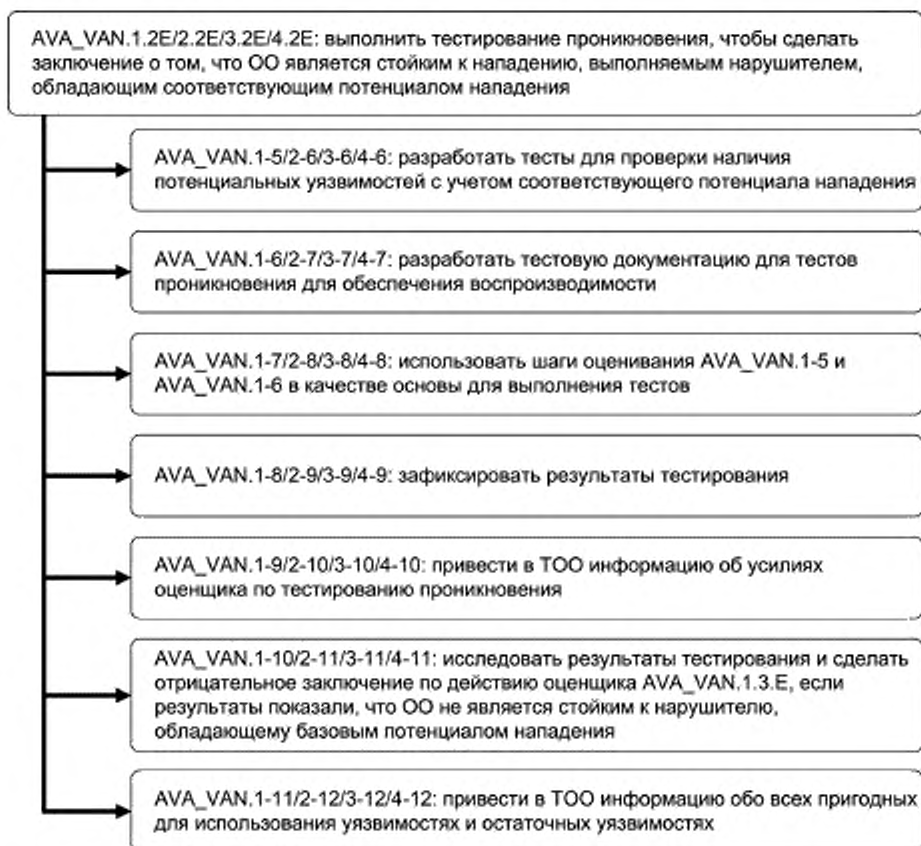 AVA_VAN.1.2E/2.2E/3.2E/4.2E: выполнить тестирование проникновения, чтобы сделать
заключение о том, что ОО является стойким к нападению, выполняемым нарушителем,
обладающим соответствующим потенциалом нападения
AVA_VAN.1-5/2-6/3-6/4-6: разработать тесты для проверки наличия
потенциальных уязвимостей с учетом соответствующего потенциала нападения
AVA_VAN.1-6/2-7/3-7/4-7: разработать тестовую документацию для тестов
проникновения для обеспечения воспроизводимости
AVA_VAN.1-7/2-8/3-8/4-8: использовать шаги оценивания AVA_VAN.1-5 и
AVA_VAN.1-6 в качестве основы для выполнения тестов
AVA_VAN.1-8/2-9/3-9/4-9: зафиксировать результаты тестирования
AVA_VAN.1-9/2-10/3-10/4-10: привести в ТОО информацию об усилиях
оценщика по тестированию проникновения
AVA_VAN.1-10/2-11/3-11/4-11: исследовать результаты тестирования и сделать
отрицательное заключение по действию оценщика AVA_VAN.1.3.E, если
результаты показали, что ОО не является стойким к нарушителю,
обладающему базовым потенциалом нападения
AVA_VAN.1-11/2-12/3-12/4-12: привести в ТОО информацию обо всех пригодных
для использования уязвимостях и остаточных уязвимостях